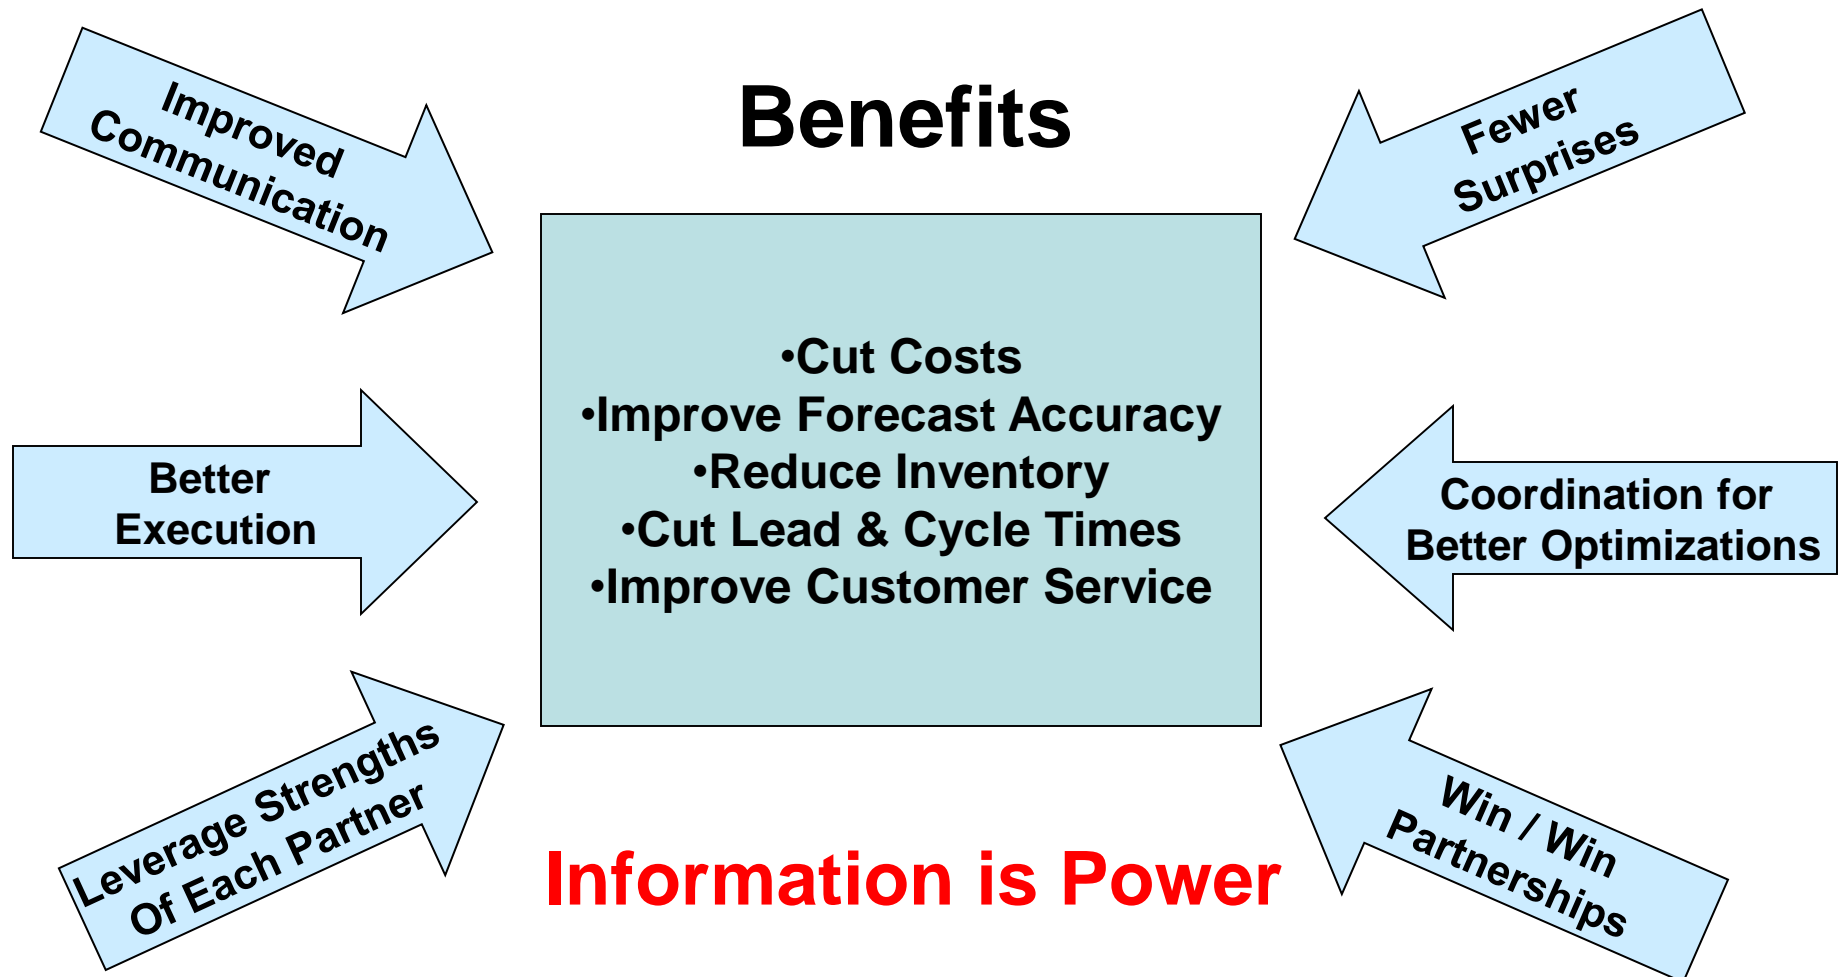 Benefits
Improved
Communication
Fewer
Surprises
•Cut Costs
•Improve Forecast Accuracy
•Reduce Inventory
•Cut Lead & Cycle Times
•Improve Customer Service
Better
Execution
Coordination for
Better Optimizations
Leverage Strengths
Of Each Partner
Win / Win
Partnerships
Information is Power